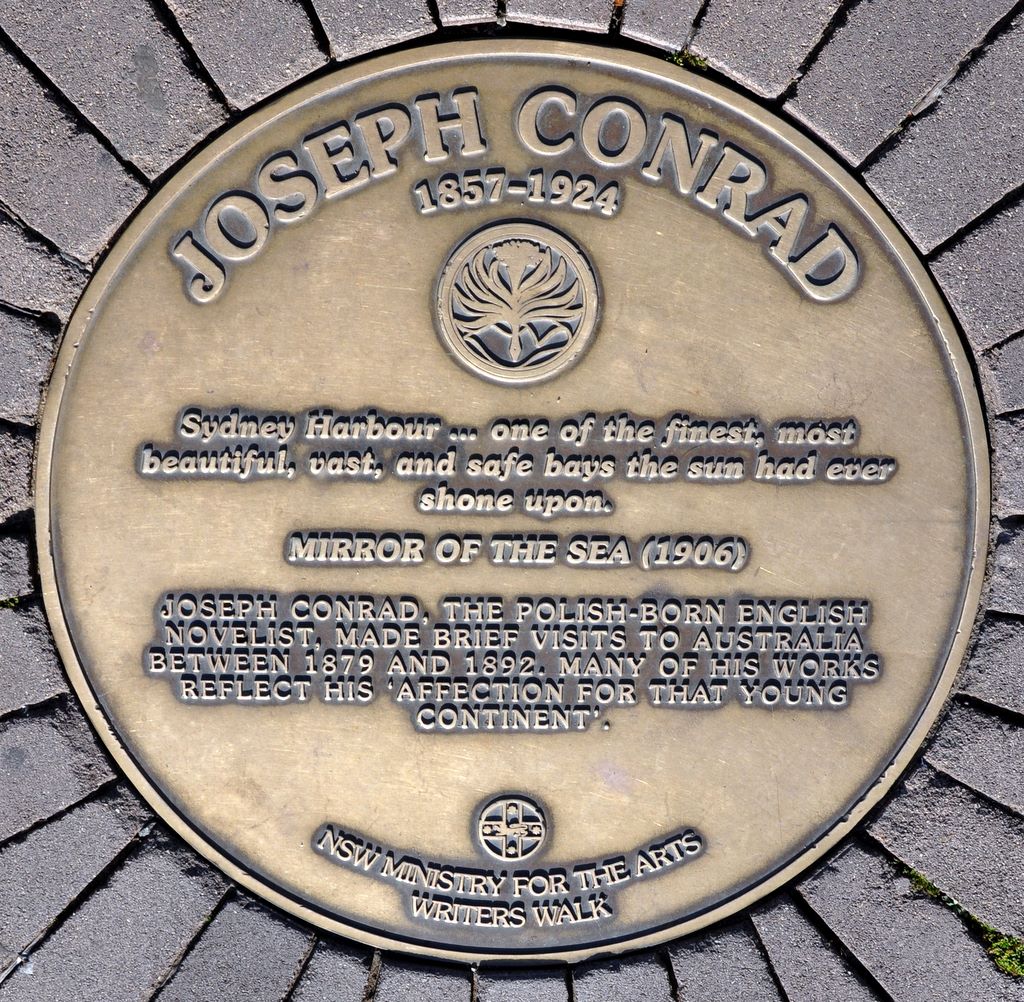 JOSEPH CONRAD
1857-1924
Sydney Harbour ... one of the finest, most
beautiful, vast, and safe bays the sun had ever
shone upon.
MIRROR OF THE SEA (1906)
JOSEPH CONRAD, THE POLISH-BORN ENGLISH
NOVELIST, MADE BRIEF VISITS TO AUSTRALIA
BETWEEN 1879 AND 1892. MANY OF HIS WORKS
REFLECT HIS 'AFFECTION FOR THAT YOUNG
CONTINENT'.
NSW MINISTRY FOR THE ARTS
WRITERS WALK